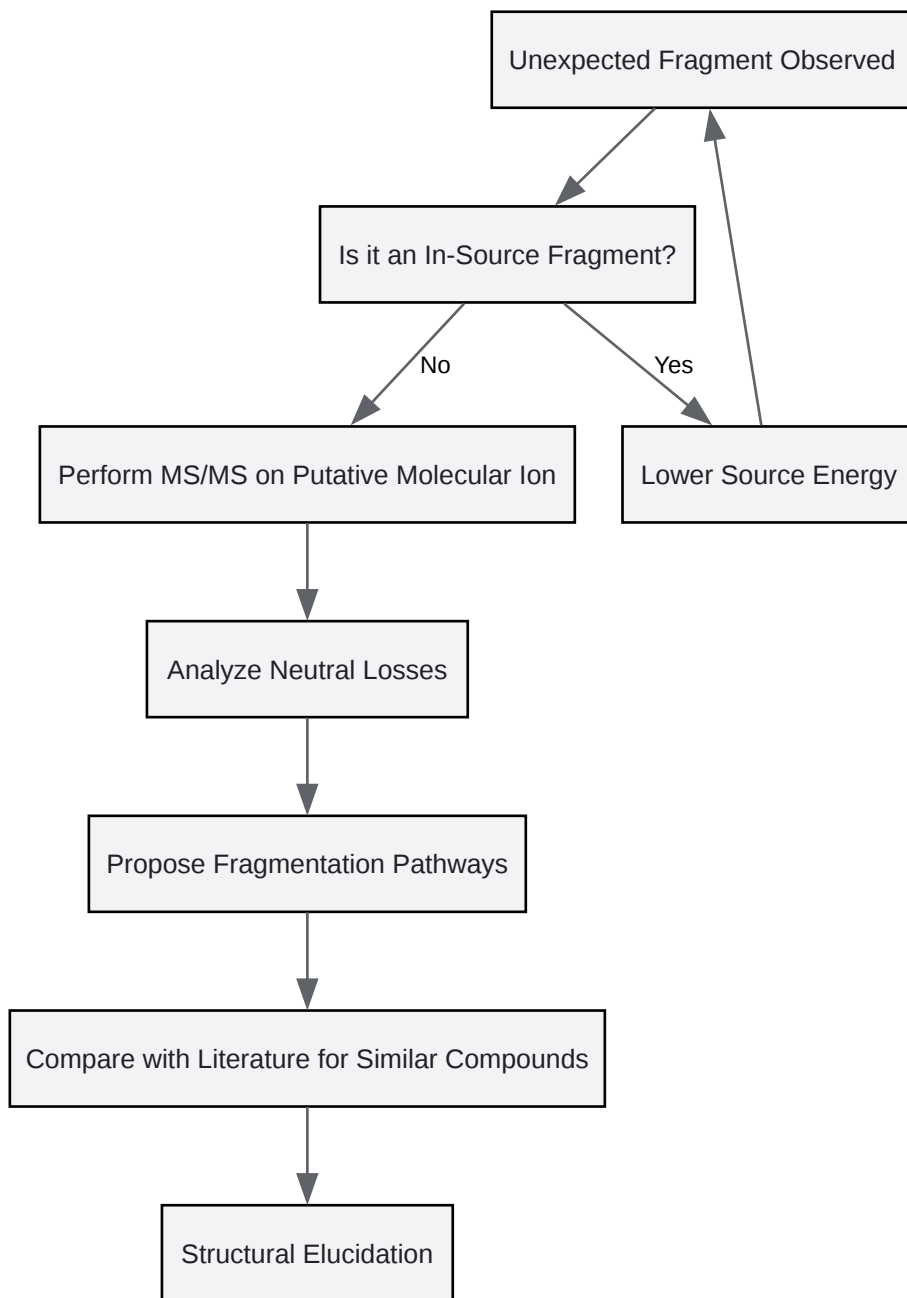 Unexpected Fragment Observed
Is it an In-Source Fragment?
No
Yes
Perform MS/MS on Putative Molecular Ion
Lower Source Energy
Analyze Neutral Losses
Propose Fragmentation Pathways
Compare with Literature for Similar Compounds
Structural Elucidation